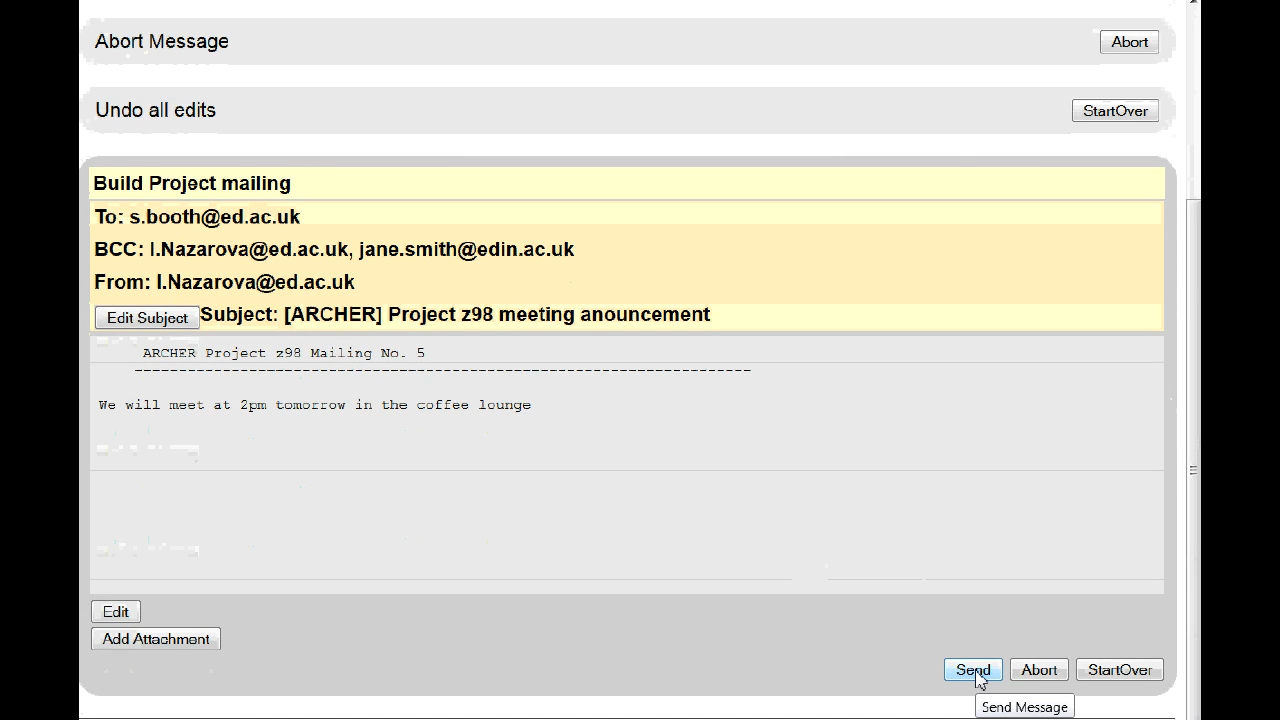 Abort Message Abort
Undo all edits StartOver
Build Project mailing
To: s.booth@ed.ac.uk
BCC: I.Nazarova@ed.ac.uk, jane.smith@edin.ac.uk
From: I.Nazarova@ed.ac.uk
Edit Subject Subject: [ARCHER] Project z98 meeting anouncement
ARCHER Project z98 Mailing No. 5
--------------------------------------------------------------------
We will meet at 2pm tomorrow in the coffee lounge
Edit
Add Attachment
Send Abort StartOver
Send Message